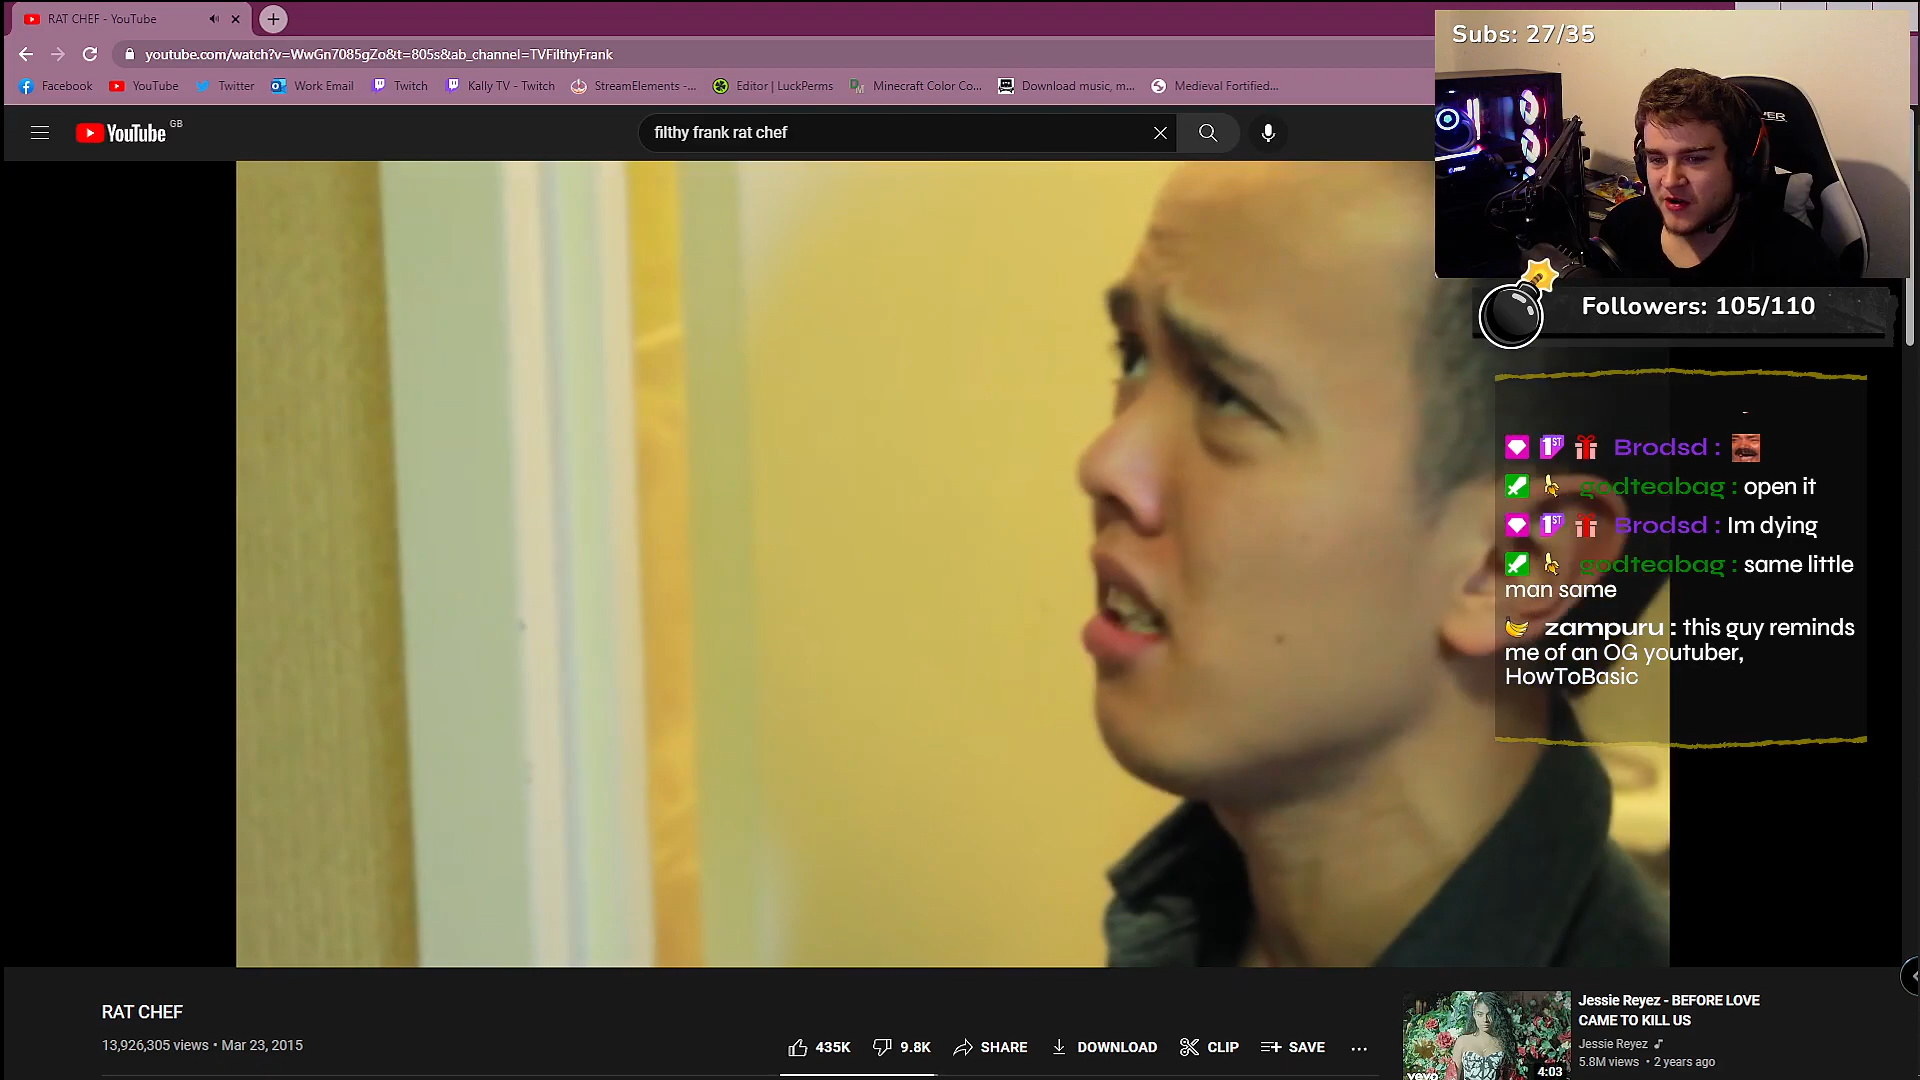 RAT CHEF - YouTube
youtube.com/watch?v=WwGn7085gZo&t=805s&ab_channel=TVFilthyFrank
Facebook YouTube Twitter Work Email Twitch Kally TV - Twitch StreamElements -... Editor | LuckPerms Minecraft Color Co... Download music, m... Medieval Fortified...
YouTube GB
filthy frank rat chef
Subs: 27/35
Followers: 105/110
1ST Brodsd :
godteabag : open it
1ST Brodsd : Im dying
godteabag : same little
man same
zampuru : this guy reminds
me of an OG youtuber,
HowToBasic
RAT CHEF
13,926,305 views • Mar 23, 2015
435K 9.8K SHARE DOWNLOAD CLIP SAVE ...
Jessie Reyez - BEFORE LOVE
CAME TO KILL US
Jessie Reyez
5.8M views • 2 years ago
vevo
4:03